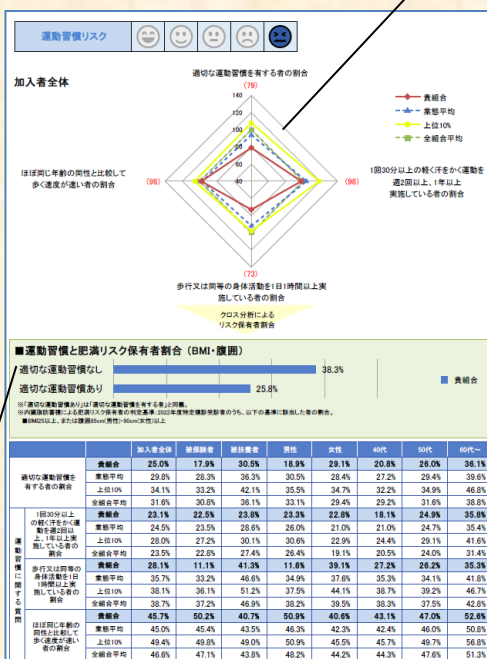 運動習慣リスク
加入者全体
適切な運動習慣を有する者の割合
(79)
140
120
100
80
60
40
貴組合
業態平均
上位10%
全組合平均
ほぼ同じ年齢の同性と比較して
歩く速度が速い者の割合
(98)
(98)
1回30分以上の軽く汗をかく運動を
週2回以上、1年以上
実施している者の割合
(73)
歩行又は同等の身体活動を1日1時間以上実
施している者の割合
クロス分析による
リスク保有者割合
■運動習慣と肥満リスク保有者割合(BMI・腹囲)
適切な運動習慣なし 38.3%
適切な運動習慣あり 25.8%
貴組合
※「適切な運動習慣あり」は「適切な運動習慣を有する者」と同義。
※内臓脂肪蓄積による肥満リスク保有者の判定基準:2022年度特定健診受診者のうち、以下の基準に該当した者の割合。
■BMI25以上、または腹囲85cm(男性)・90cm(女性)以上
加入者全体 被保険者 被扶養者 男性 女性 40代 50代 60代~
適切な運動習慣を
有する者の割合
貴組合 25.0% 17.9% 30.5% 18.9% 29.1% 20.8% 26.0% 36.1%
業態平均 29.8% 28.3% 36.3% 30.5% 28.4% 27.2% 29.4% 39.6%
上位10% 34.1% 33.2% 42.1% 35.5% 34.7% 32.2% 34.9% 46.8%
全組合平均 31.6% 30.8% 36.1% 33.1% 29.4% 29.2% 31.6% 38.8%
運動習慣に関する質問
1回30分以上
の軽く汗をかく運
動を週2回以
上、1年以上実
施している者の
割合
貴組合 23.1% 22.5% 23.8% 23.3% 22.8% 18.1% 24.9% 35.8%
業態平均 24.5% 23.5% 28.6% 26.0% 21.0% 21.0% 24.7% 35.4%
上位10% 28.0% 27.2% 30.1% 30.6% 22.9% 24.4% 29.1% 41.6%
全組合平均 23.5% 22.8% 27.4% 26.4% 19.1% 20.5% 24.0% 31.4%
歩行又は同等の
身体活動を1日
1時間以上実
施している者の
割合
貴組合 28.1% 11.1% 41.3% 11.6% 39.1% 27.2% 26.2% 35.3%
業態平均 35.7% 33.2% 46.6% 34.9% 37.6% 35.3% 34.1% 41.8%
上位10% 38.1% 36.1% 51.2% 37.5% 44.1% 38.7% 39.2% 46.7%
全組合平均 38.7% 37.2% 46.9% 38.2% 39.5% 38.3% 37.5% 42.8%
ほぼ同じ年齢の
同性と比較して
歩く速度が速い
者の割合
貴組合 45.7% 50.2% 40.7% 50.9% 40.6% 43.1% 47.0% 52.6%
業態平均 45.0% 45.4% 43.5% 46.3% 42.3% 42.4% 46.0% 50.8%
上位10% 49.4% 49.8% 49.0% 50.9% 45.5% 45.7% 49.7% 56.8%
全組合平均 46.6% 47.1% 43.8% 48.2% 44.2% 44.3% 47.6% 51.3%